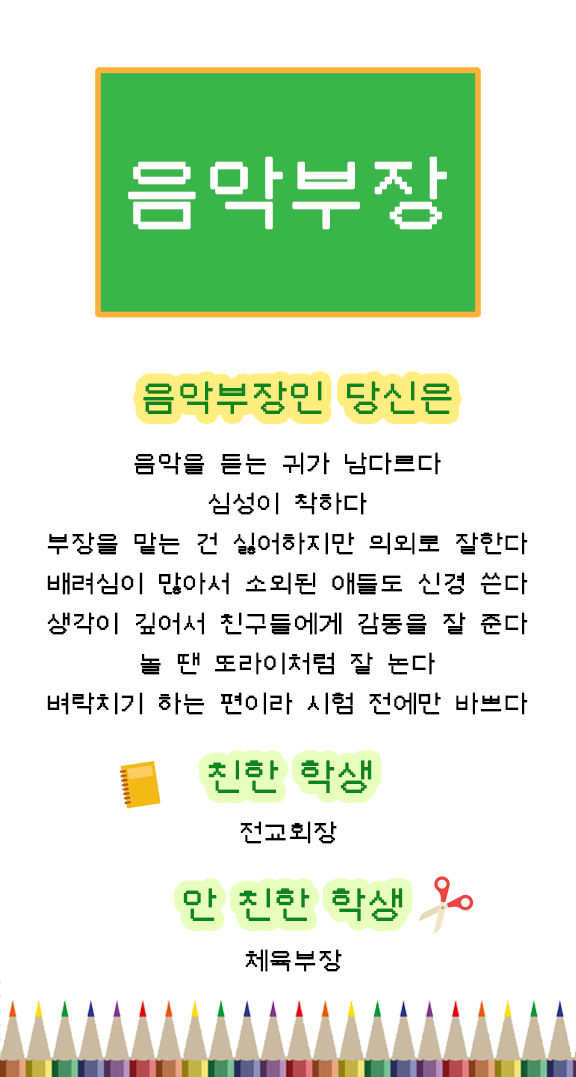 음악부장
음악부장인 당신은
음악을 듣는 귀가 남다르다
심성이 착하다
부장을 맡는 건 싫어하지만 의외로 잘한다
배려심이 많아서 소외된 애들도 신경 쓴다
생각이 깊어서 친구들에게 감동을 잘 준다
놀 땐 또라이처럼 잘 논다
벼락치기 하는 편이라 시험 전에만 바쁘다
친한 학생
전교회장
안 친한 학생
체육부장